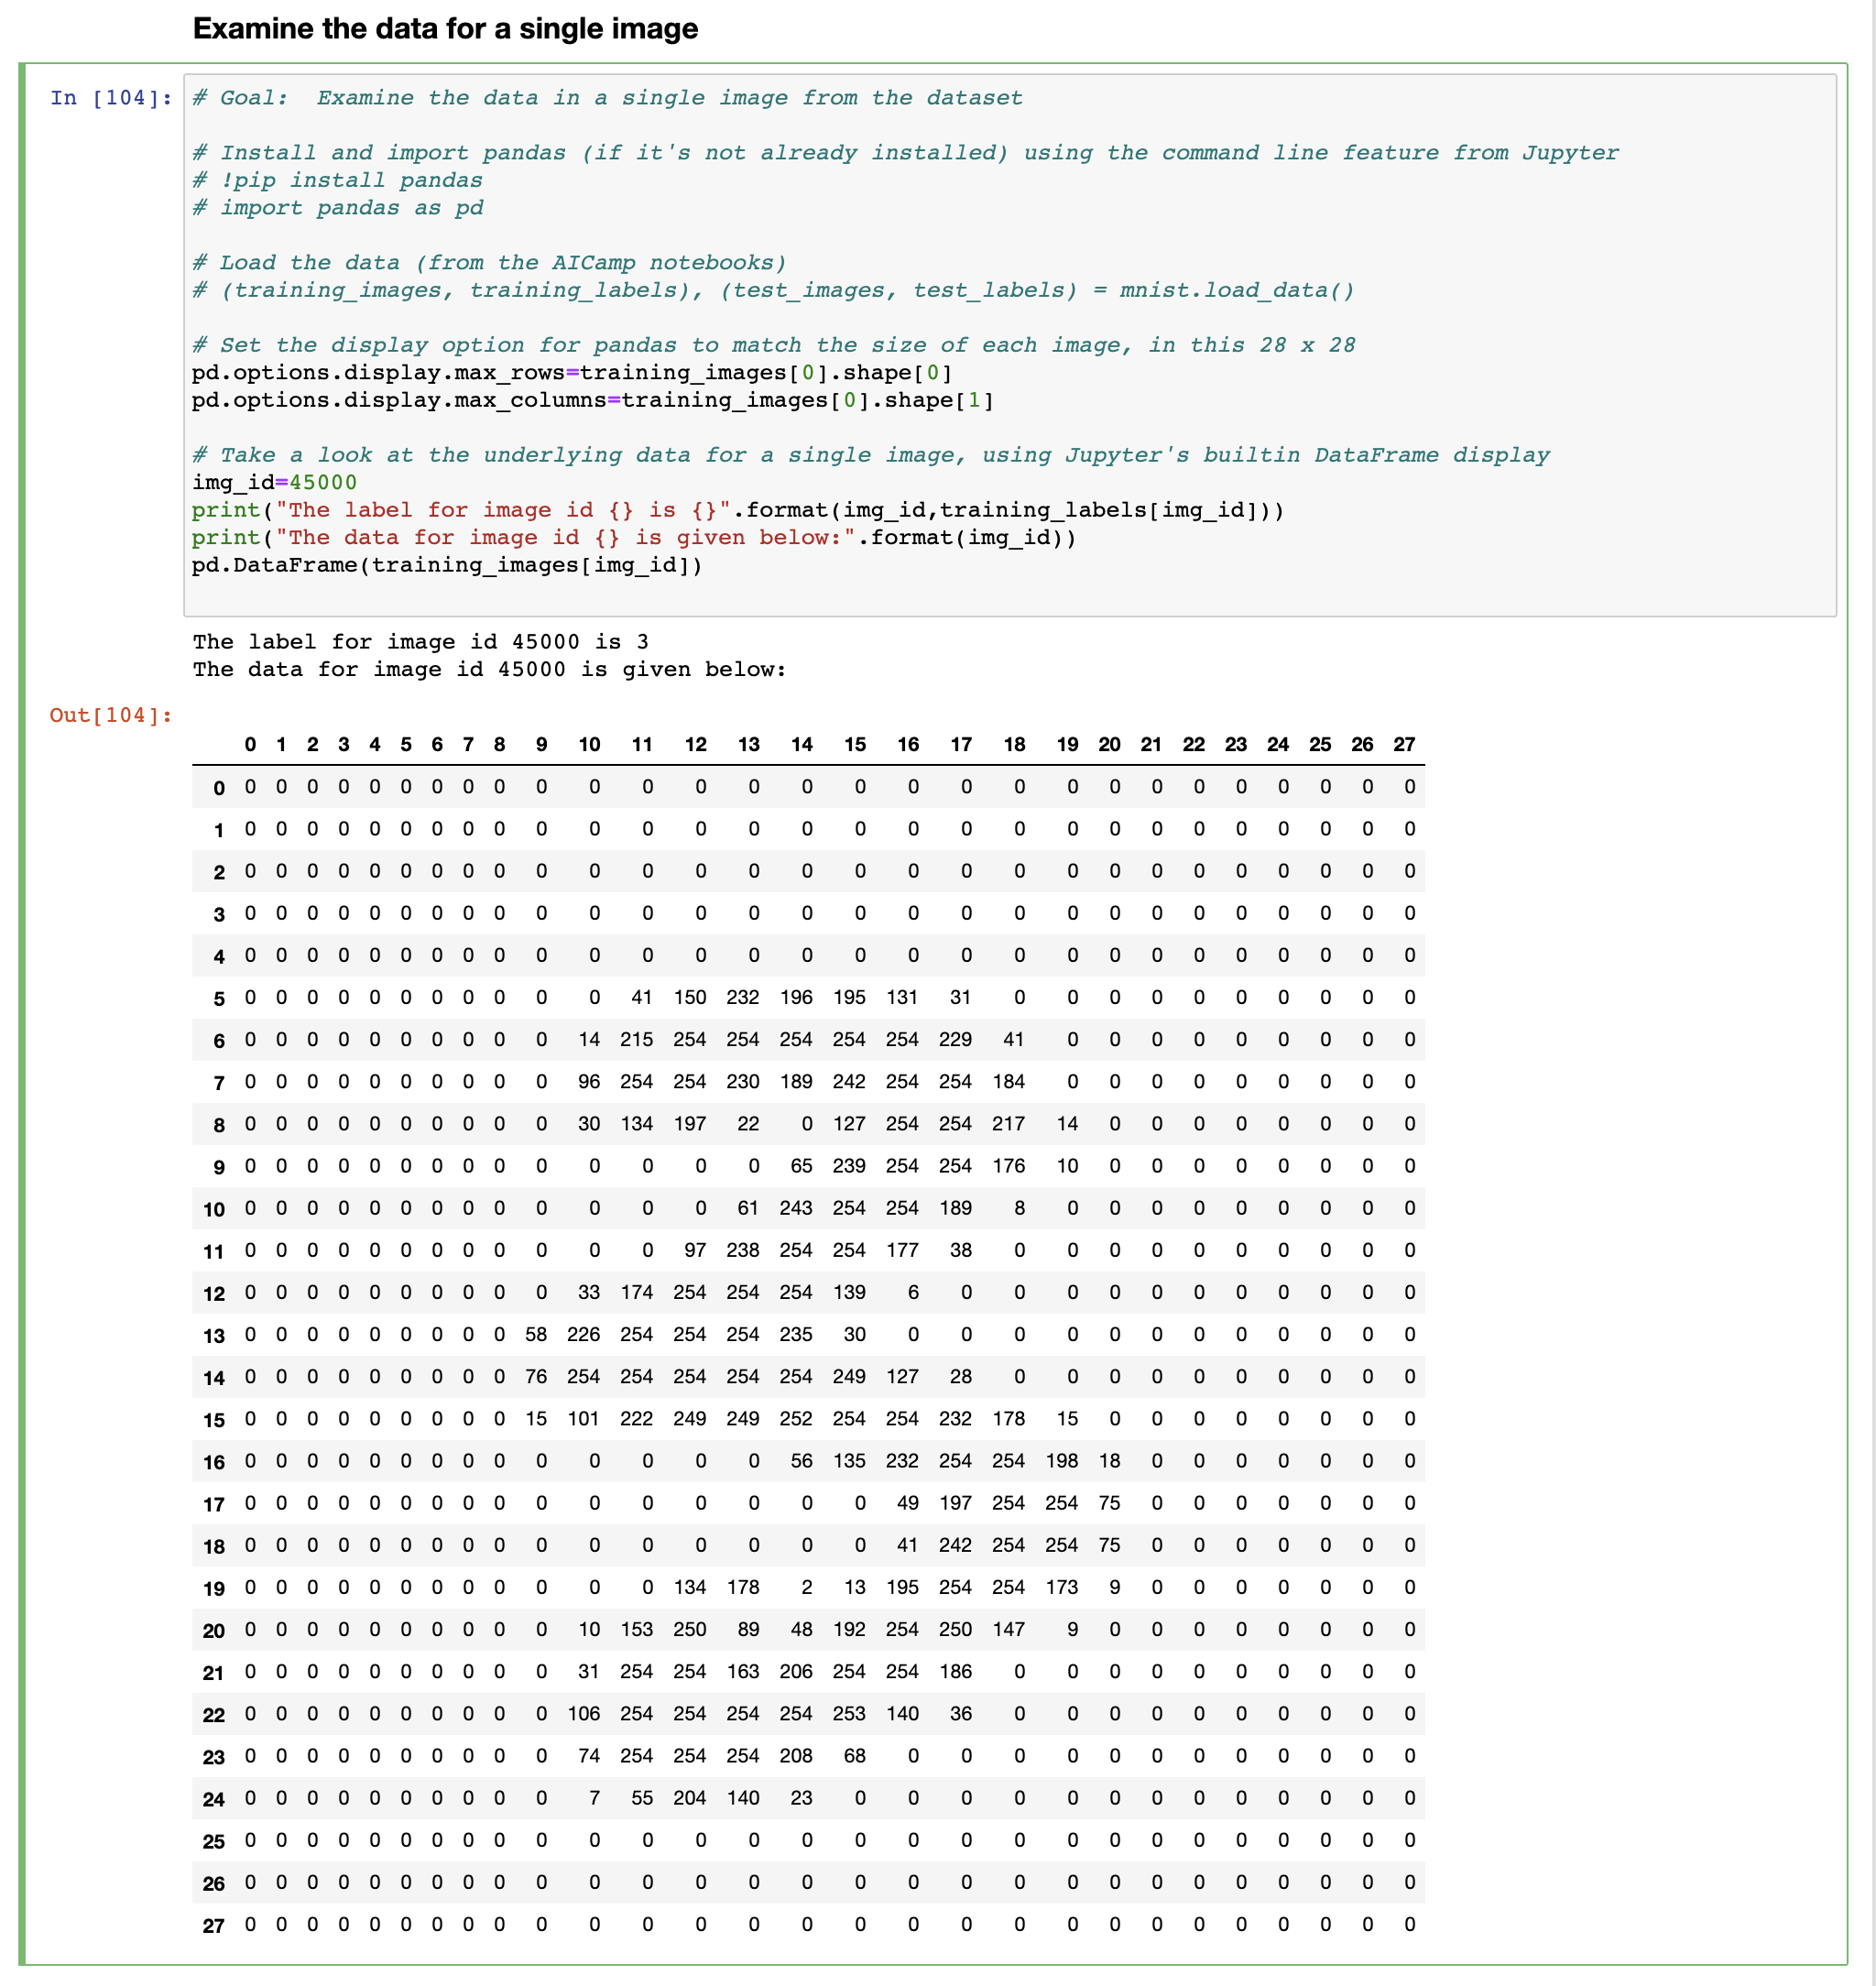 Examine the data for a single image
In [104]:
# Goal:  Examine the data in a single image from the dataset
# Install and import pandas (if it's not already installed) using the command line feature from Jupyter
# !pip install pandas
# import pandas as pd
# Load the data (from the AICamp notebooks)
# (training_images, training_labels), (test_images, test_labels) = mnist.load_data()
# Set the display option for pandas to match the size of each image, in this 28 x 28
pd.options.display.max_rows=training_images[0].shape[0]
pd.options.display.max_columns=training_images[0].shape[1]
# Take a look at the underlying data for a single image, using Jupyter's builtin DataFrame display
img_id=45000
print("The label for image id {} is {}".format(img_id,training_labels[img_id]))
print("The data for image id {} is given below:".format(img_id))
pd.DataFrame(training_images[img_id])
The label for image id 45000 is 3
The data for image id 45000 is given below:
Out[104]:
0 1 2 3 4 5 6 7 8 9 10 11 12 13 14 15 16 17 18 19 20 21 22 23 24 25 26 27
0 0 0 0 0 0 0 0 0 0 0 0 0 0 0 0 0 0 0 0 0 0 0 0 0 0 0 0 0
1 0 0 0 0 0 0 0 0 0 0 0 0 0 0 0 0 0 0 0 0 0 0 0 0 0 0 0 0
2 0 0 0 0 0 0 0 0 0 0 0 0 0 0 0 0 0 0 0 0 0 0 0 0 0 0 0 0
3 0 0 0 0 0 0 0 0 0 0 0 0 0 0 0 0 0 0 0 0 0 0 0 0 0 0 0 0
4 0 0 0 0 0 0 0 0 0 0 0 0 0 0 0 0 0 0 0 0 0 0 0 0 0 0 0 0
5 0 0 0 0 0 0 0 0 0 0 0 41 150 232 196 195 131 31 0 0 0 0 0 0 0 0 0 0
6 0 0 0 0 0 0 0 0 0 0 14 215 254 254 254 254 254 229 41 0 0 0 0 0 0 0 0 0
7 0 0 0 0 0 0 0 0 0 0 96 254 254 230 189 242 254 254 184 0 0 0 0 0 0 0 0 0
8 0 0 0 0 0 0 0 0 0 0 30 134 197 22 0 127 254 254 217 14 0 0 0 0 0 0 0 0
9 0 0 0 0 0 0 0 0 0 0 0 0 0 0 65 239 254 254 176 10 0 0 0 0 0 0 0 0
10 0 0 0 0 0 0 0 0 0 0 0 0 0 61 243 254 254 189 8 0 0 0 0 0 0 0 0 0
11 0 0 0 0 0 0 0 0 0 0 0 0 97 238 254 254 177 38 0 0 0 0 0 0 0 0 0 0
12 0 0 0 0 0 0 0 0 0 0 33 174 254 254 254 139 6 0 0 0 0 0 0 0 0 0 0 0
13 0 0 0 0 0 0 0 0 0 58 226 254 254 254 235 30 0 0 0 0 0 0 0 0 0 0 0 0
14 0 0 0 0 0 0 0 0 0 76 254 254 254 254 254 249 127 28 0 0 0 0 0 0 0 0 0 0
15 0 0 0 0 0 0 0 0 0 15 101 222 249 249 252 254 254 232 178 15 0 0 0 0 0 0 0 0
16 0 0 0 0 0 0 0 0 0 0 0 0 0 0 56 135 232 254 254 198 18 0 0 0 0 0 0 0
17 0 0 0 0 0 0 0 0 0 0 0 0 0 0 0 0 49 197 254 254 75 0 0 0 0 0 0 0
18 0 0 0 0 0 0 0 0 0 0 0 0 0 0 0 0 41 242 254 254 75 0 0 0 0 0 0 0
19 0 0 0 0 0 0 0 0 0 0 0 0 134 178 2 13 195 254 254 173 9 0 0 0 0 0 0 0
20 0 0 0 0 0 0 0 0 0 0 10 153 250 89 48 192 254 250 147 9 0 0 0 0 0 0 0 0
21 0 0 0 0 0 0 0 0 0 0 31 254 254 163 206 254 254 186 0 0 0 0 0 0 0 0 0 0
22 0 0 0 0 0 0 0 0 0 0 106 254 254 254 254 253 140 36 0 0 0 0 0 0 0 0 0 0
23 0 0 0 0 0 0 0 0 0 0 74 254 254 254 208 68 0 0 0 0 0 0 0 0 0 0 0 0
24 0 0 0 0 0 0 0 0 0 0 7 55 204 140 23 0 0 0 0 0 0 0 0 0 0 0 0 0
25 0 0 0 0 0 0 0 0 0 0 0 0 0 0 0 0 0 0 0 0 0 0 0 0 0 0 0 0
26 0 0 0 0 0 0 0 0 0 0 0 0 0 0 0 0 0 0 0 0 0 0 0 0 0 0 0 0
27 0 0 0 0 0 0 0 0 0 0 0 0 0 0 0 0 0 0 0 0 0 0 0 0 0 0 0 0